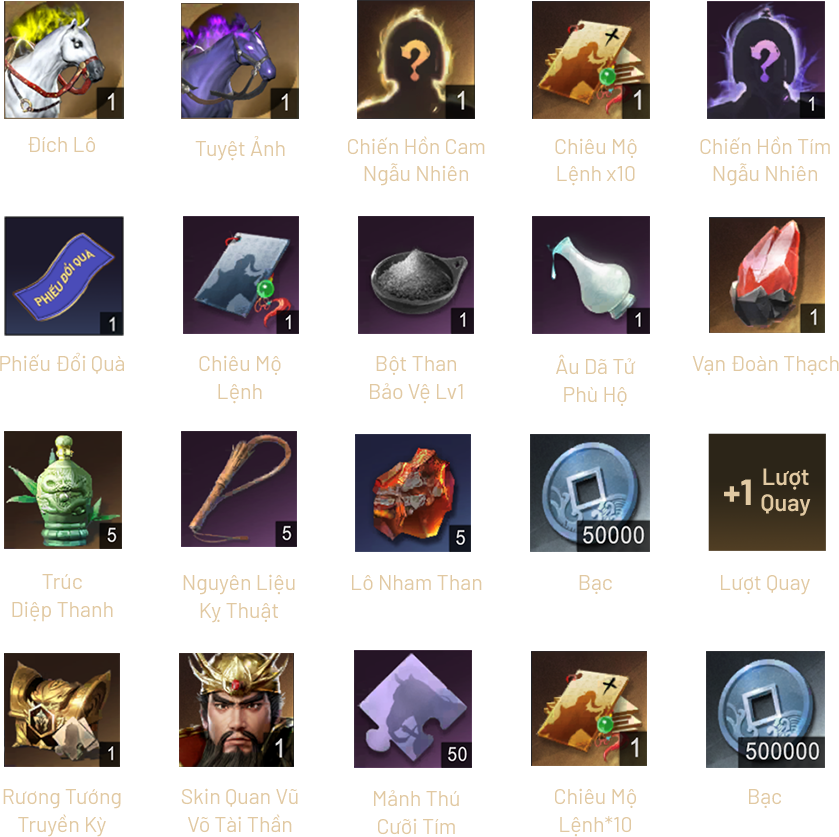 1
1
1
1
1
Đích Lô
Tuyệt Ảnh
Chiến Hồn Cam
Ngẫu Nhiên
Chiêu Mộ
Lệnh x10
Chiến Hồn Tím
Ngẫu Nhiên
PHIẾU ĐỔI QUÀ
1
1
1
1
1
Phiếu Đổi Quà
Chiêu Mộ
Lệnh
Bột Than
Bảo Vệ Lv1
Âu Dã Tử
Phù Hộ
Vạn Đoàn Thạch
5
5
5
50000
+1 Lượt
Quay
Trúc
Diệp Thanh
Nguyên Liệu
Kỵ Thuật
Lô Nham Than
Bạc
Lượt Quay
1
1
50
1
500000
Rương Tướng
Truyền Kỳ
Skin Quan Vũ
Võ Tài Thần
Mảnh Thú
Cưỡi Tím
Chiêu Mộ
Lệnh*10
Bạc